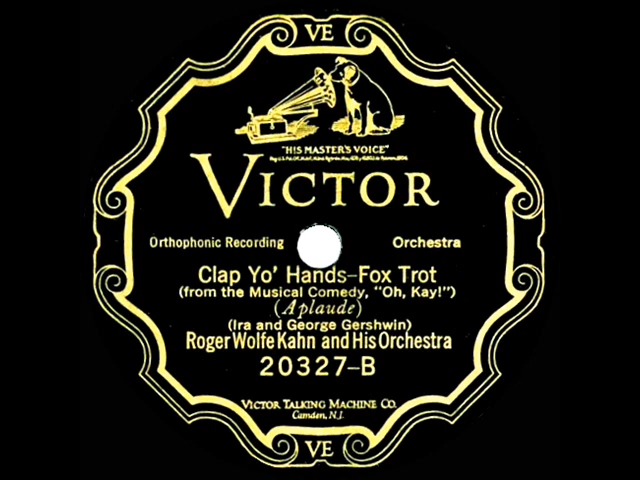 VE
"HIS MASTER'S VOICE"
VICTOR
Orthophonic Recording
Orchestra
Clap Yo' Hands–Fox Trot
(from the Musical Comedy, "Oh, Kay!")
(Aplaude)
(Ira and George Gershwin)
Roger Wolfe Kahn and His Orchestra
20327–B
VICTOR TALKING MACHINE CO.
Camden, N.J.
VE